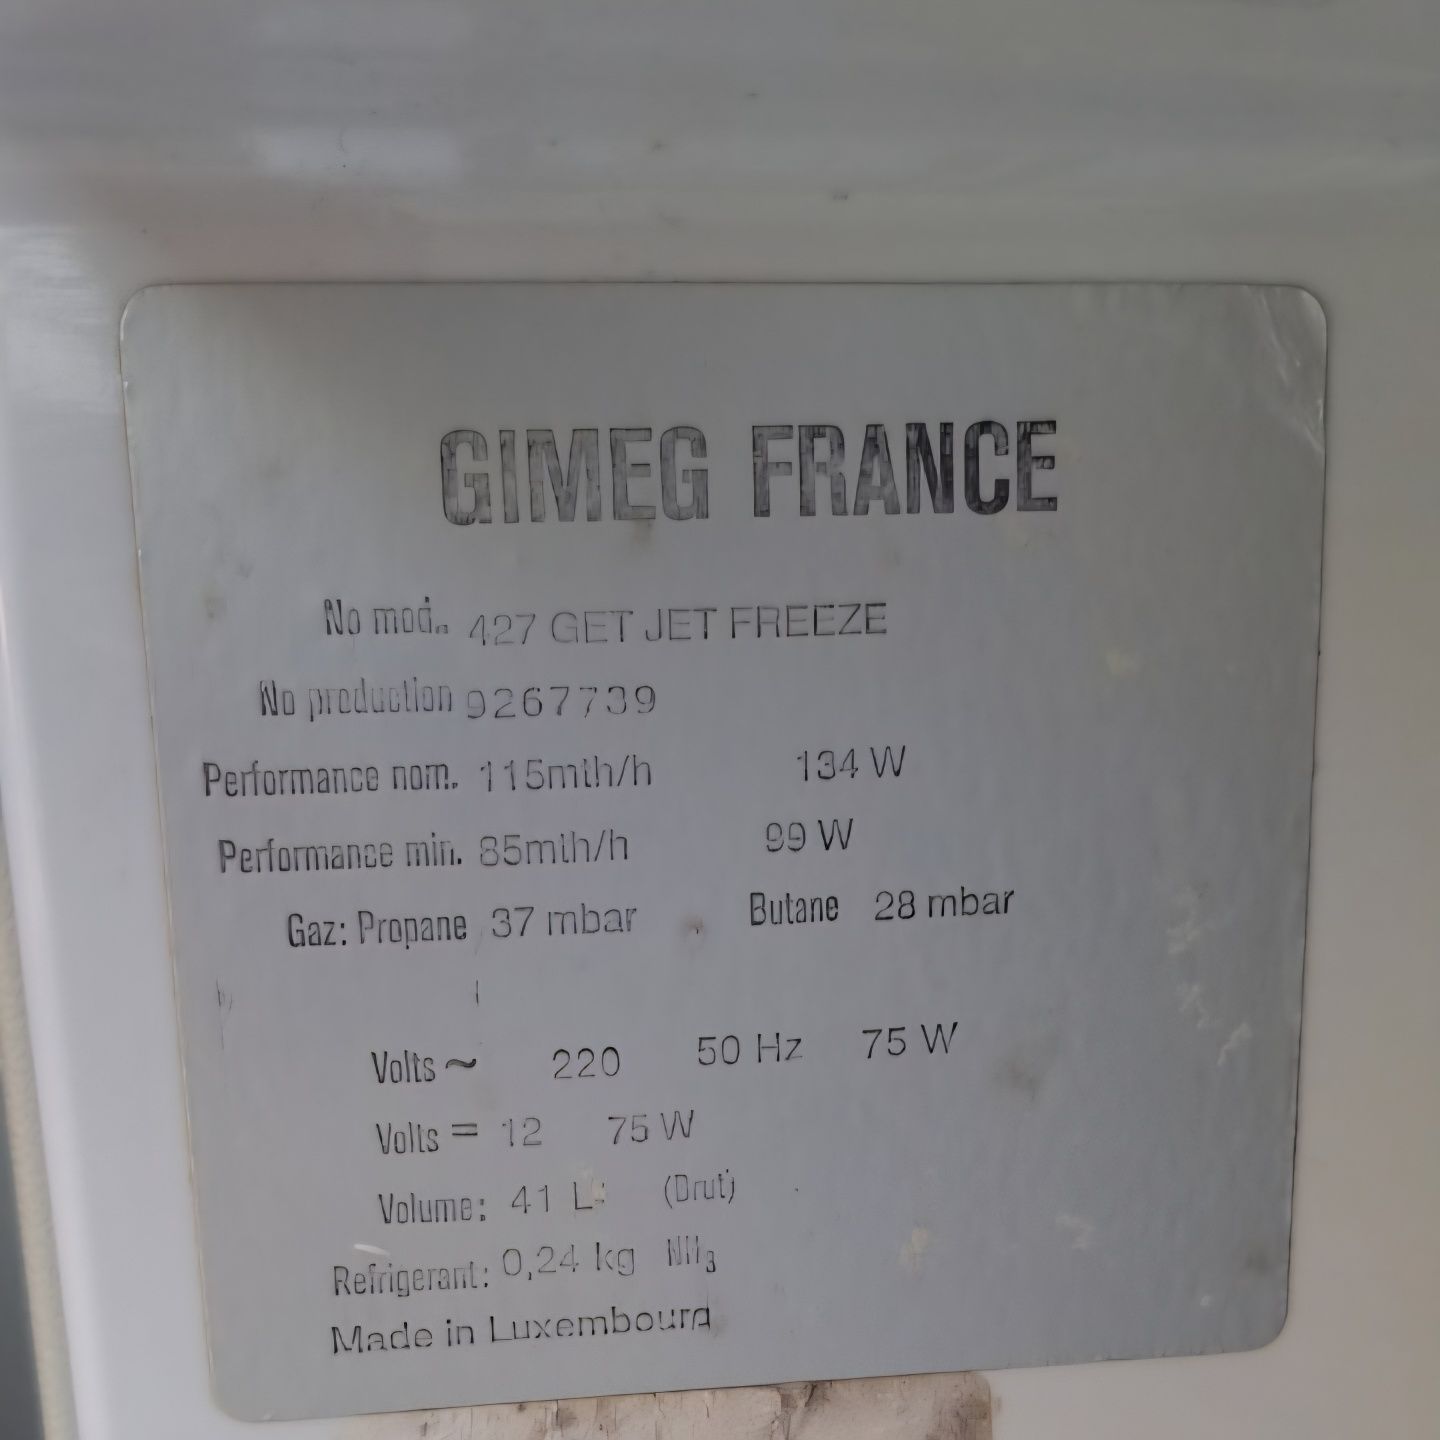 GIMEG FRANCE
No mod. 427 GET JET FREEZE
No production 9267739
Performance nom. 115mth/h 134 W
Performance min. 85mth/h 99 W
Gaz: Propane 37 mbar Butane 28 mbar
Volts ~ 220 50 Hz 75 W
Volts = 12 75 W
Volume: 41 L: (Brut)
Refrigerant: 0,24 kg NH₃
Made in Luxembourg